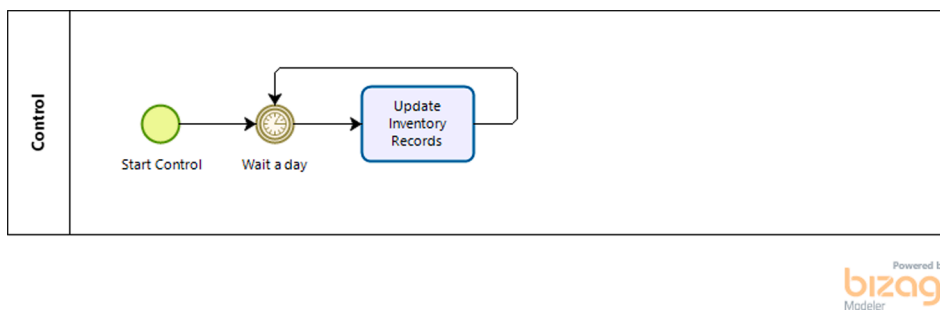 Control
Start Control
Wait a day
Update
Inventory
Records
Powered b
bizag
Modeler